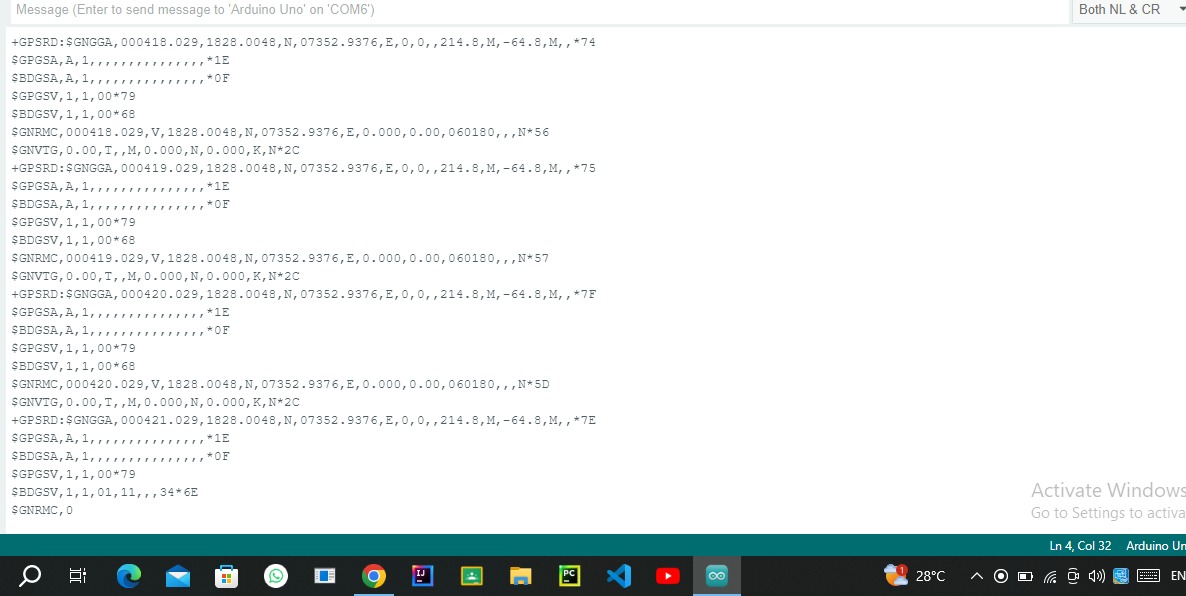 Message (Enter to send message to 'Arduino Uno' on 'COM6')
Both NL & CR
+GPSRD:$GNGGA,000418.029,1828.0048,N,07352.9376,E,0,0,,214.8,M,-64.8,M,,*74
$GPGSA,A,1,,,,,,,,,,,,,,,*1E
$BDGSA,A,1,,,,,,,,,,,,,,,*0F
$GPGSV,1,1,00*79
$BDGSV,1,1,00*68
$GNRMC,000418.029,V,1828.0048,N,07352.9376,E,0.000,0.00,060180,,,N*56
$GNVTG,0.00,T,,M,0.000,N,0.000,K,N*2C
+GPSRD:$GNGGA,000419.029,1828.0048,N,07352.9376,E,0,0,,214.8,M,-64.8,M,,*75
$GPGSA,A,1,,,,,,,,,,,,,,,*1E
$BDGSA,A,1,,,,,,,,,,,,,,,*0F
$GPGSV,1,1,00*79
$BDGSV,1,1,00*68
$GNRMC,000419.029,V,1828.0048,N,07352.9376,E,0.000,0.00,060180,,,N*57
$GNVTG,0.00,T,,M,0.000,N,0.000,K,N*2C
+GPSRD:$GNGGA,000420.029,1828.0048,N,07352.9376,E,0,0,,214.8,M,-64.8,M,,*7F
$GPGSA,A,1,,,,,,,,,,,,,,,*1E
$BDGSA,A,1,,,,,,,,,,,,,,,*0F
$GPGSV,1,1,00*79
$BDGSV,1,1,00*68
$GNRMC,000420.029,V,1828.0048,N,07352.9376,E,0.000,0.00,060180,,,N*5D
$GNVTG,0.00,T,,M,0.000,N,0.000,K,N*2C
+GPSRD:$GNGGA,000421.029,1828.0048,N,07352.9376,E,0,0,,214.8,M,-64.8,M,,*7E
$GPGSA,A,1,,,,,,,,,,,,,,,*1E
$BDGSA,A,1,,,,,,,,,,,,,,,*0F
$GPGSV,1,1,00*79
$BDGSV,1,1,01,11,,,34*6E
$GNRMC,0
Activate Windows
Go to Settings to activa
Ln 4, Col 32 Arduino Un
IJ
PC
1
28°C
EN